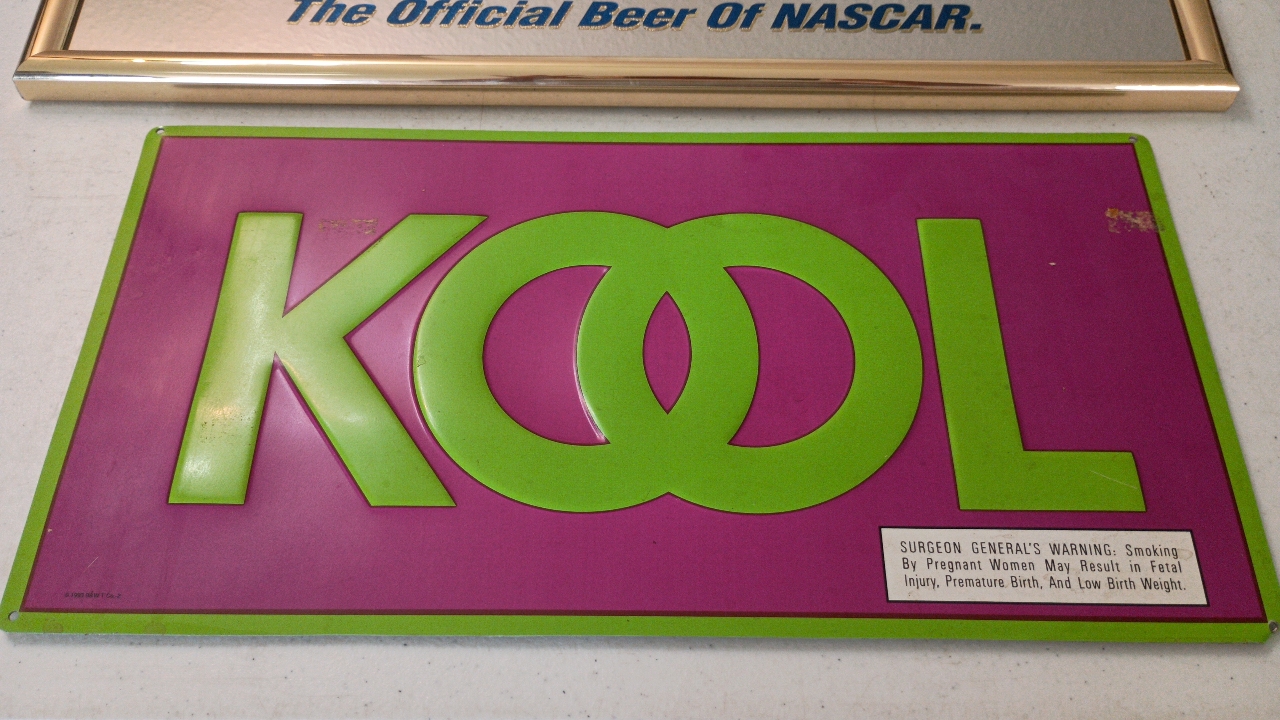 The Official Beer Of NASCAR.
KOOL
SURGEON GENERAL'S WARNING: Smoking
By Pregnant Women May Result in Fetal
Injury, Premature Birth, And Low Birth Weight.